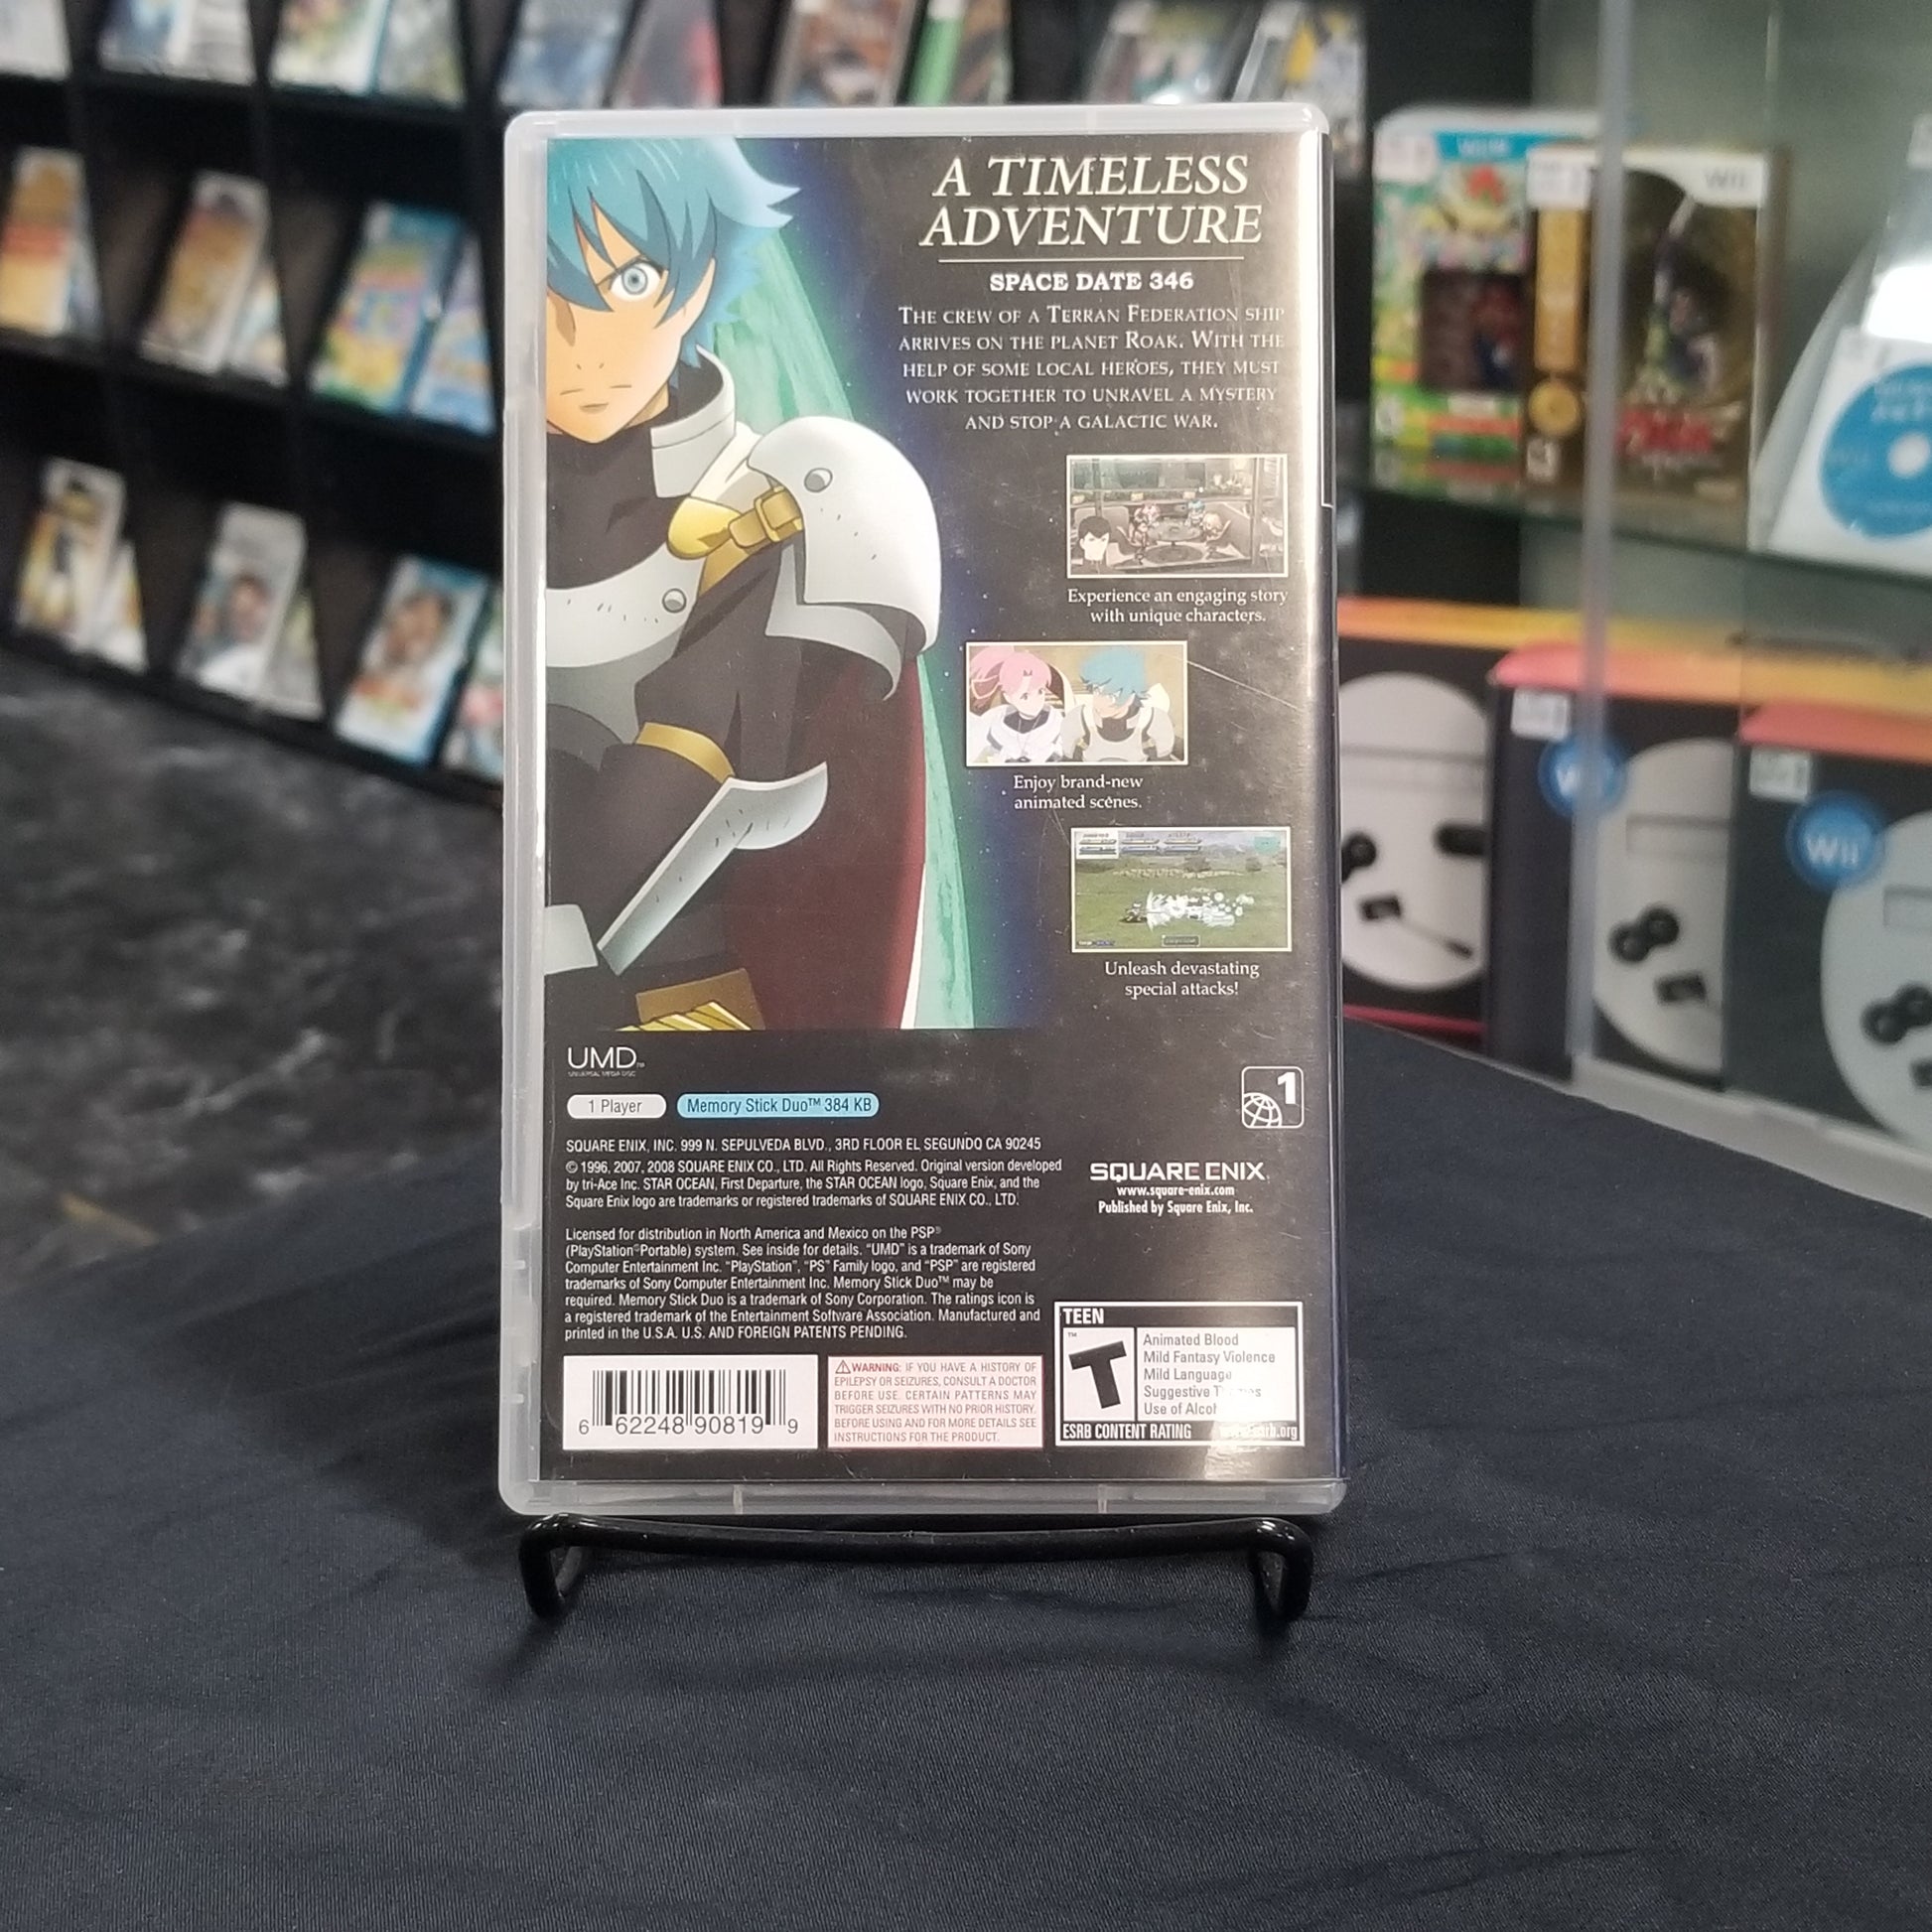 A TIMELESS
ADVENTURE
SPACE DATE 346
THE CREW OF A TERRAN FEDERATION SHIP
ARRIVES ON THE PLANET ROAK. WITH THE
HELP OF SOME LOCAL HEROES, THEY MUST
WORK TOGETHER TO UNRAVEL A MYSTERY
AND STOP A GALACTIC WAR.
Experience an engaging story
with unique characters.
Enjoy brand-new
animated scenes.
Unleash devastating
special attacks!
UMD™
UNIVERSAL MEDIA DISC
1 Player
Memory Stick Duo™ 384 KB
1
SQUARE ENIX, INC. 999 N. SEPULVEDA BLVD., 3RD FLOOR EL SEGUNDO CA 90245
© 1996, 2007, 2008 SQUARE ENIX CO., LTD. All Rights Reserved. Original version developed
by tri-Ace Inc. STAR OCEAN, First Departure, the STAR OCEAN logo, Square Enix, and the
Square Enix logo are trademarks or registered trademarks of SQUARE ENIX CO., LTD.
SQUARE ENIX
www.square-enix.com
Published by Square Enix, Inc.
Licensed for distribution in North America and Mexico on the PSP®
(PlayStation®Portable) system. See inside for details. "UMD" is a trademark of Sony
Computer Entertainment Inc. "PlayStation", "PS" Family logo, and "PSP" are registered
trademarks of Sony Computer Entertainment Inc. Memory Stick Duo™ may be
required. Memory Stick Duo is a trademark of Sony Corporation. The ratings icon is
a registered trademark of the Entertainment Software Association. Manufactured and
printed in the U.S.A. U.S. AND FOREIGN PATENTS PENDING.
6 62248 90819 9
WARNING: IF YOU HAVE A HISTORY OF
EPILEPSY OR SEIZURES, CONSULT A DOCTOR
BEFORE USE. CERTAIN PATTERNS MAY
TRIGGER SEIZURES WITH NO PRIOR HISTORY.
BEFORE USING AND FOR MORE DETAILS SEE
INSTRUCTIONS FOR THE PRODUCT.
TEEN
T
Animated Blood
Mild Fantasy Violence
Mild Language
Suggestive
Use of
ESRB CONTENT RATING
Wii
Wii